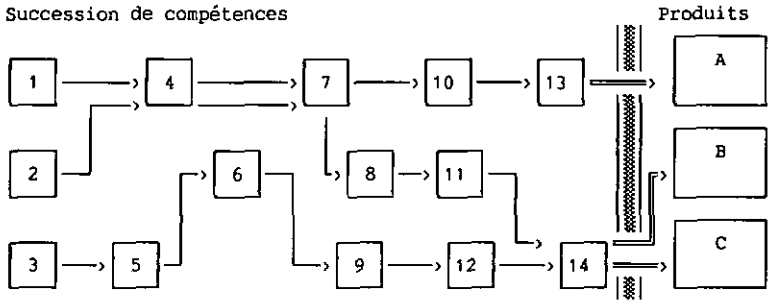 Succession de compétences Produits
1 4 7 10 13 A
2 6 8 11 B
3 5 9 12 14 C